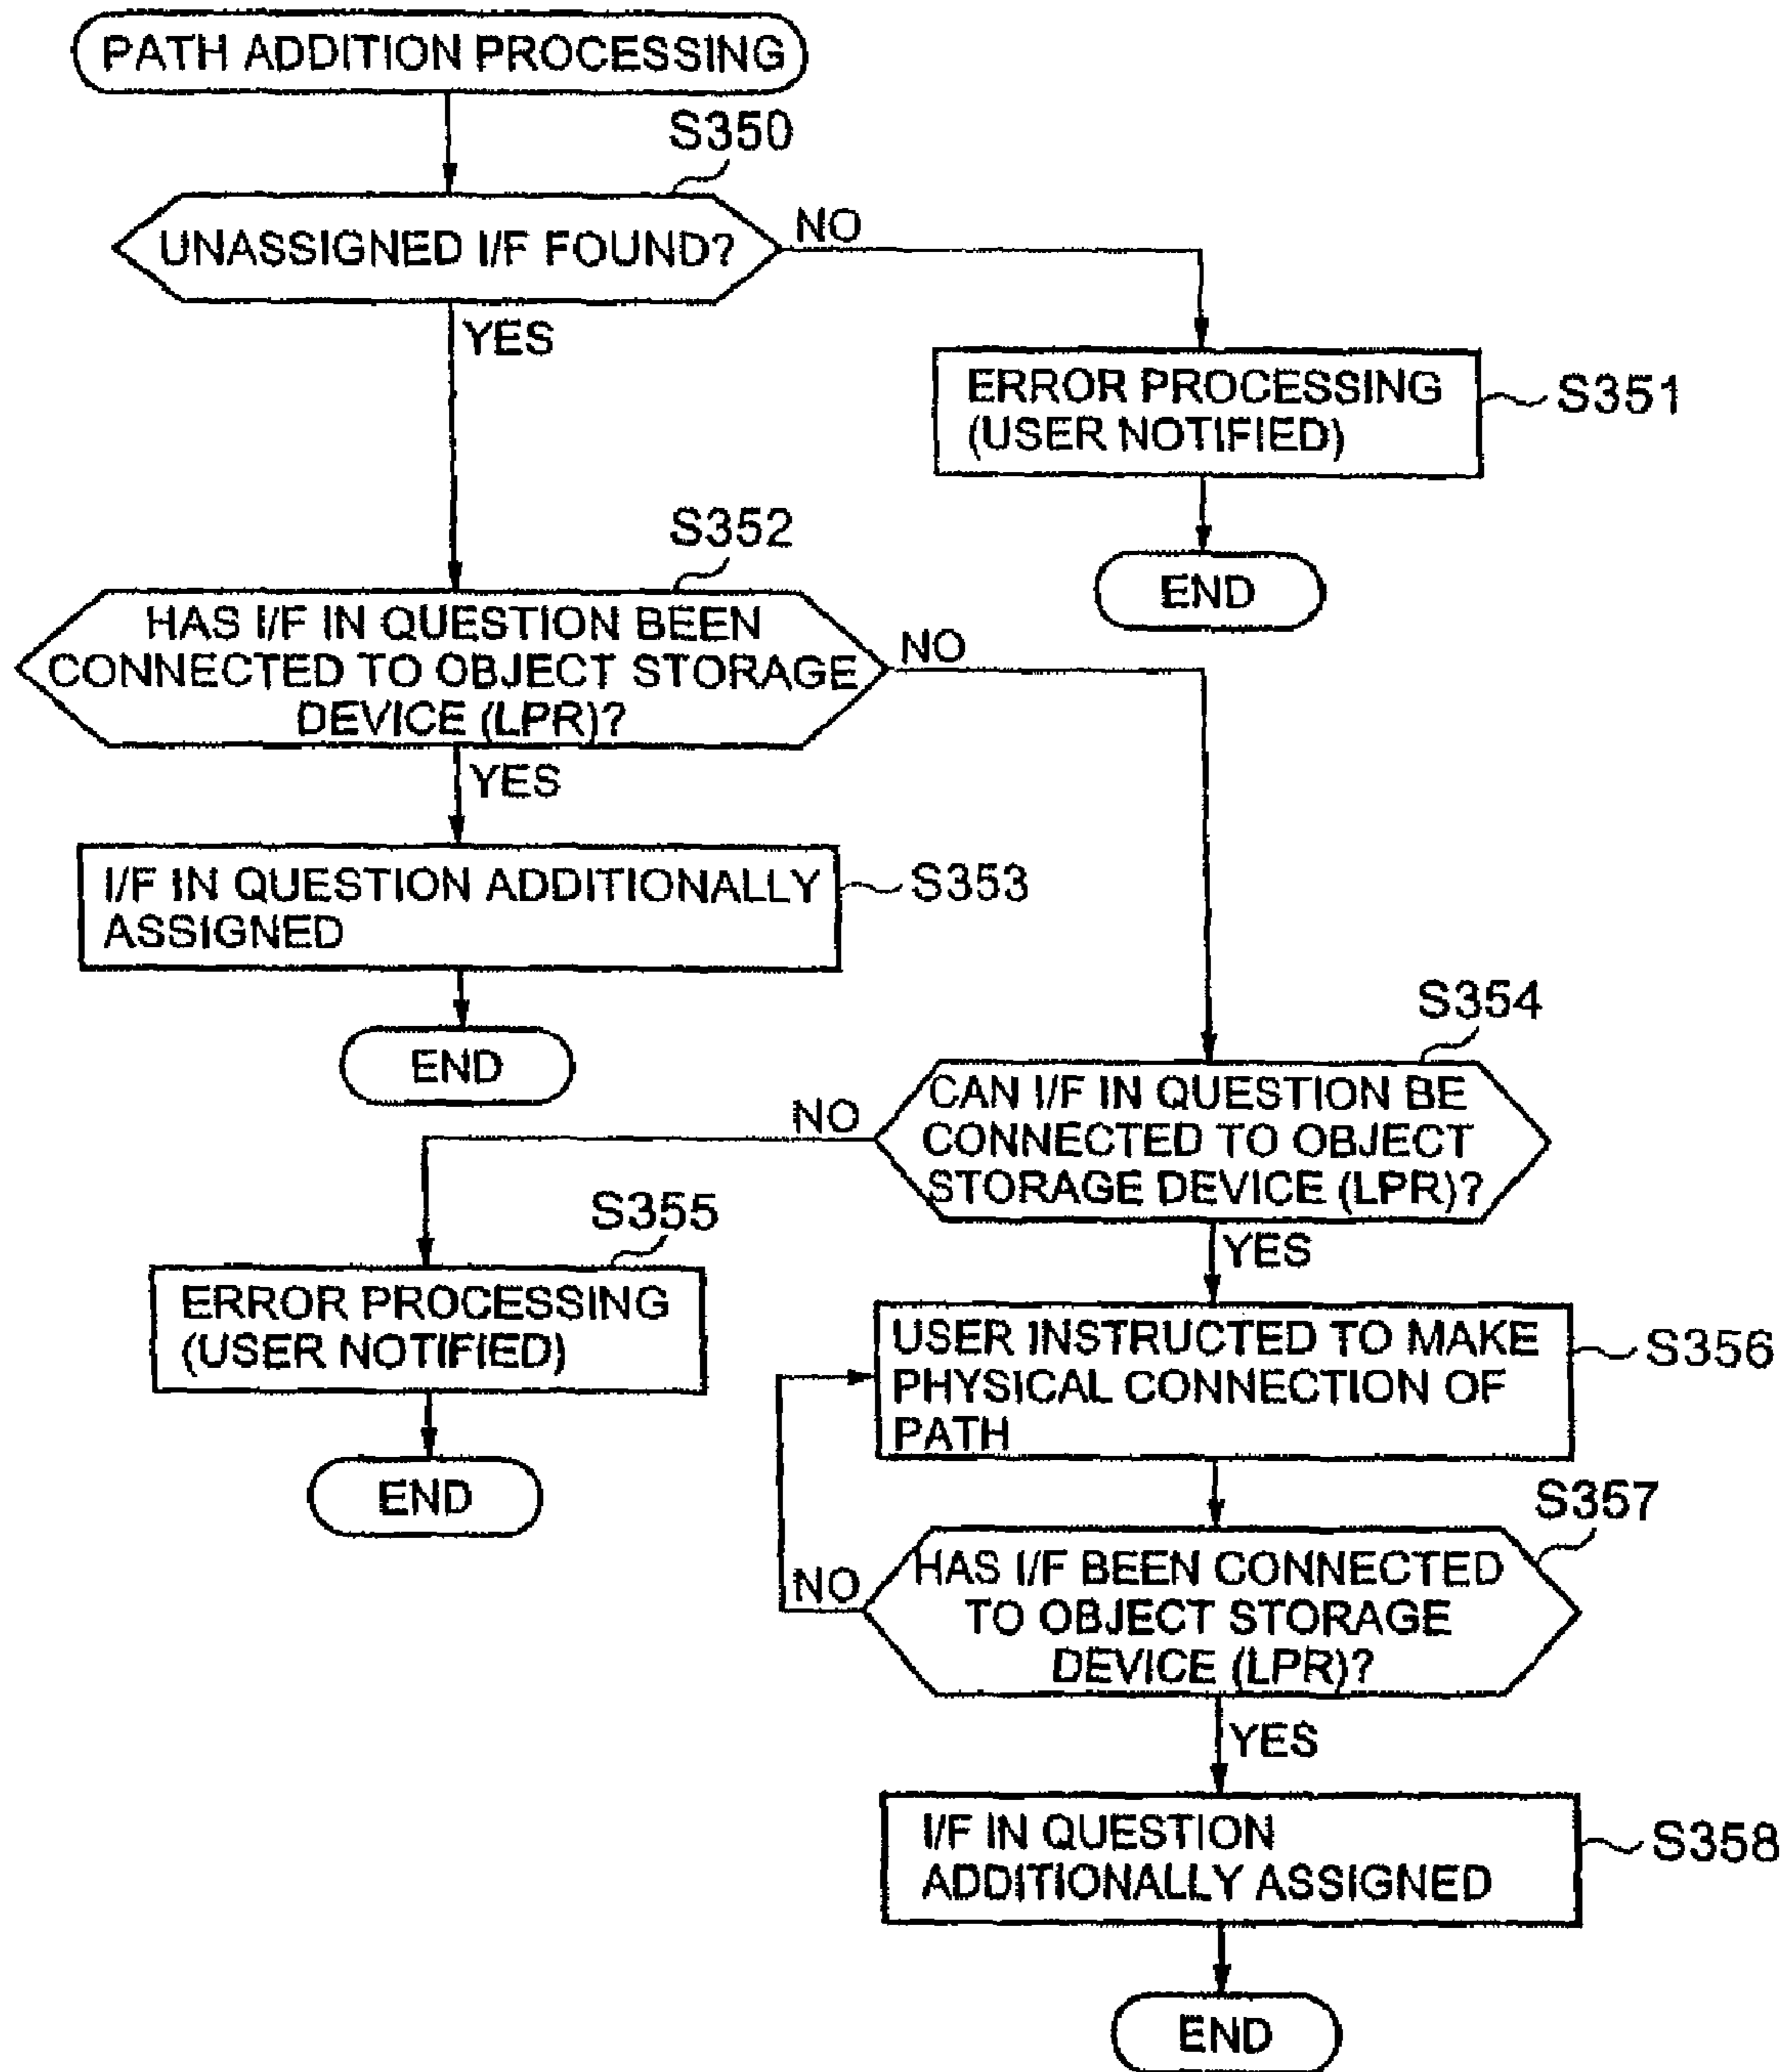 PATH ADDITION PROCESSING
S350
UNASSIGNED I/F FOUND?
NO
YES
ERROR PROCESSING
(USER NOTIFIED)
S351
END
S352
HAS I/F IN QUESTION BEEN
CONNECTED TO OBJECT STORAGE
DEVICE (LPR)?
NO
YES
I/F IN QUESTION ADDITIONALLY
ASSIGNED
S353
END
S354
CAN I/F IN QUESTION BE
CONNECTED TO OBJECT
STORAGE DEVICE (LPR)?
NO
YES
S355
ERROR PROCESSING
(USER NOTIFIED)
END
USER INSTRUCTED TO MAKE
PHYSICAL CONNECTION OF
PATH
S356
S357
HAS I/F BEEN CONNECTED
TO OBJECT STORAGE
DEVICE (LPR)?
NO
YES
I/F IN QUESTION
ADDITIONALLY ASSIGNED
S358
END